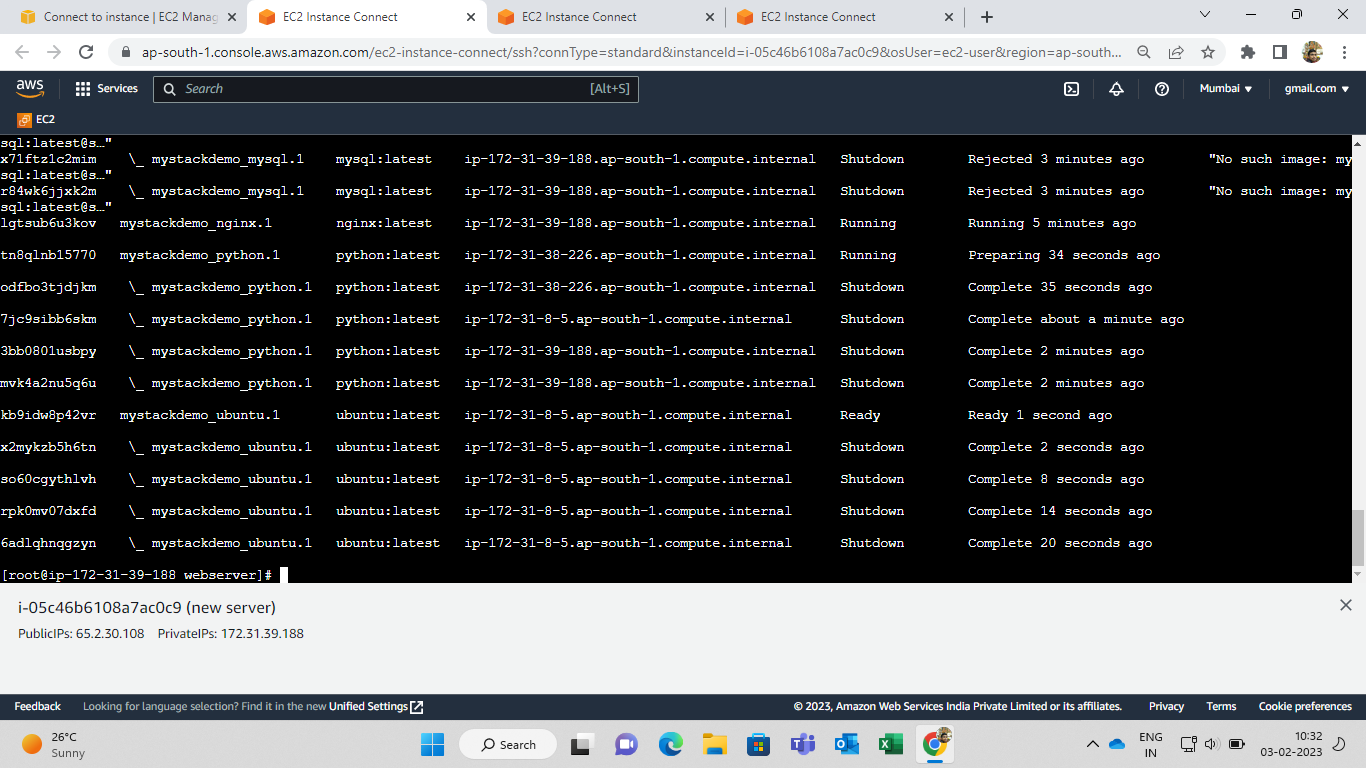 Connect to instance | EC2 Manag
EC2 Instance Connect
EC2 Instance Connect
EC2 Instance Connect
ap-south-1.console.aws.amazon.com/ec2-instance-connect/ssh?connType=standard&instanceId=i-05c46b6108a7ac0c9&osUser=ec2-user&region=ap-south...
aws Services Search [Alt+S] Mumbai gmail.com
EC2
sql:latest@s…"
x71ftz1c2mim \_ mystackdemo_mysql.1 mysql:latest ip-172-31-39-188.ap-south-1.compute.internal Shutdown Rejected 3 minutes ago "No such image: my
sql:latest@s…"
r84wk6jjxk2m \_ mystackdemo_mysql.1 mysql:latest ip-172-31-39-188.ap-south-1.compute.internal Shutdown Rejected 3 minutes ago "No such image: my
sql:latest@s…"
lgtsub6u3kov mystackdemo_nginx.1 nginx:latest ip-172-31-39-188.ap-south-1.compute.internal Running Running 5 minutes ago
tn8qlnb15770 mystackdemo_python.1 python:latest ip-172-31-38-226.ap-south-1.compute.internal Running Preparing 34 seconds ago
odfbo3tjdjkm \_ mystackdemo_python.1 python:latest ip-172-31-38-226.ap-south-1.compute.internal Shutdown Complete 35 seconds ago
7jc9sibb6skm \_ mystackdemo_python.1 python:latest ip-172-31-8-5.ap-south-1.compute.internal Shutdown Complete about a minute ago
3bb0801usbpy \_ mystackdemo_python.1 python:latest ip-172-31-39-188.ap-south-1.compute.internal Shutdown Complete 2 minutes ago
mvk4a2nu5q6u \_ mystackdemo_python.1 python:latest ip-172-31-39-188.ap-south-1.compute.internal Shutdown Complete 2 minutes ago
kb9idw8p42vr mystackdemo_ubuntu.1 ubuntu:latest ip-172-31-8-5.ap-south-1.compute.internal Ready Ready 1 second ago
x2mykzb5h6tn \_ mystackdemo_ubuntu.1 ubuntu:latest ip-172-31-8-5.ap-south-1.compute.internal Shutdown Complete 2 seconds ago
so60cgythlvh \_ mystackdemo_ubuntu.1 ubuntu:latest ip-172-31-8-5.ap-south-1.compute.internal Shutdown Complete 8 seconds ago
rpk0mv07dxfd \_ mystackdemo_ubuntu.1 ubuntu:latest ip-172-31-8-5.ap-south-1.compute.internal Shutdown Complete 14 seconds ago
6adlqhnqgzyn \_ mystackdemo_ubuntu.1 ubuntu:latest ip-172-31-8-5.ap-south-1.compute.internal Shutdown Complete 20 seconds ago
[root@ip-172-31-39-188 webserver]#
i-05c46b6108a7ac0c9 (new server)
PublicIPs: 65.2.30.108 PrivateIPs: 172.31.39.188
Feedback Looking for language selection? Find it in the new Unified Settings © 2023, Amazon Web Services India Private Limited or its affiliates. Privacy Terms Cookie preferences
26°C
Sunny
Search
ENG
IN
10:32
03-02-2023